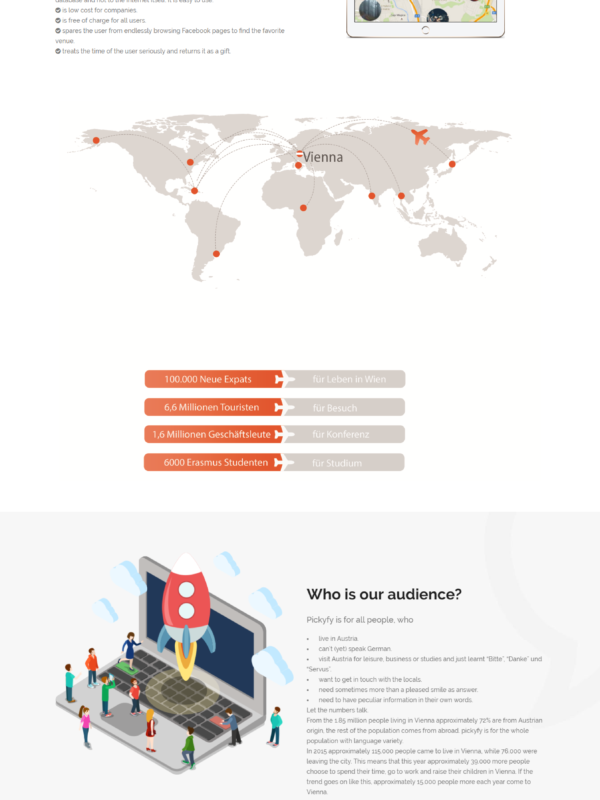 database and not to the internet itself. It is easy to use.
is low cost for companies.
is free of charge for all users.
spares the user from endlessly browsing Facebook pages to find the favorite
venue.
treats the time of the user seriously and returns it as a gift.
Vienna
100.000 Neue Expats für Leben in Wien
6,6 Millionen Touristen für Besuch
1,6 Millionen Geschäftsleute für Konferenz
6000 Erasmus Studenten für Studium
Who is our audience?
Pickyfy is for all people, who
• live in Austria.
• can't (yet) speak German.
• visit Austria for leisure, business or studies and just learnt "Bitte", "Danke" und
"Servus".
• want to get in touch with the locals.
• need sometimes more than a pleased smile as answer.
• need to have peculiar information in their own words.
Let the numbers talk.
From the 1.85 million people living in Vienna approximately 72% are from Austrian
origin, the rest of the population comes from abroad. pickyfy is for the whole
population with language variety.
In 2015 approximately 115.000 people came to live in Vienna, while 76.000 were
leaving the city. This means that this year approximately 39.000 more people
choose to spend their time, go to work and raise their children in Vienna. If the
trend goes on like this, approximately 15.000 people more each year come to
Vienna.